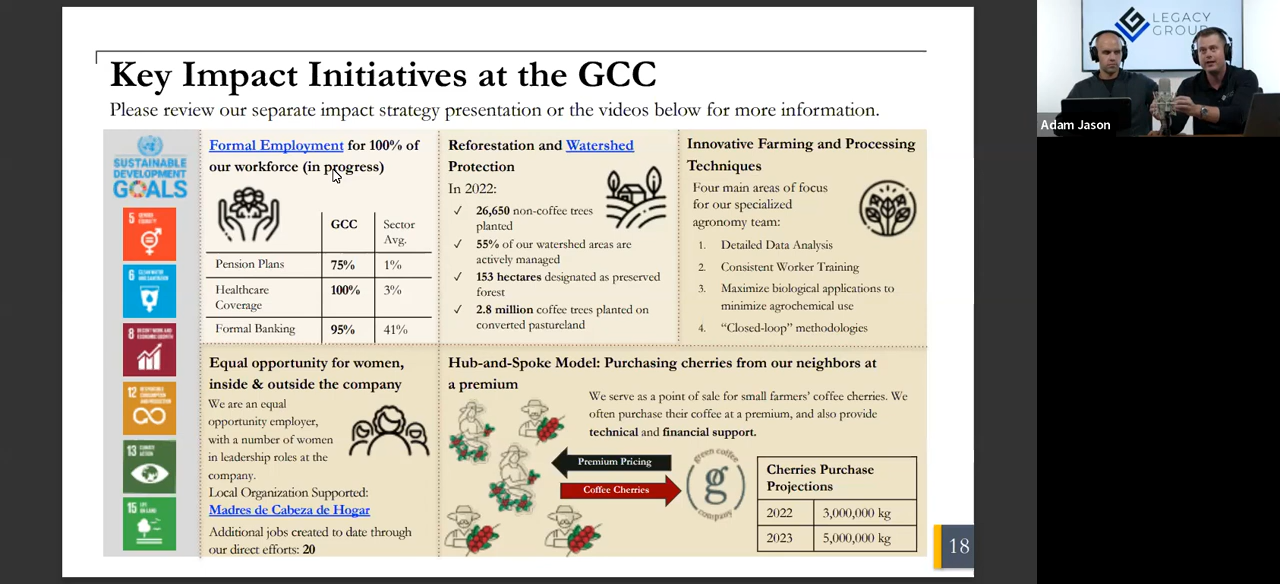 Key Impact Initiatives at the GCC
Please review our separate impact strategy presentation or the videos below for more information.
SUSTAINABLE
DEVELOPMENT
GOALS
5
6
8
12
13
15
Formal Employment for 100% of
our workforce (in progress)
GCC
Sector
Avg.
Pension Plans 75% 1%
Healthcare
Coverage
100% 3%
Formal Banking 95% 41%
Reforestation and Watershed
Protection
In 2022:
✓ 26,650 non-coffee trees
planted
✓ 55% of our watershed areas are
actively managed
✓ 153 hectares designated as preserved
forest
✓ 2.8 million coffee trees planted on
converted pastureland
Innovative Farming and Processing
Techniques
Four main areas of focus
for our specialized
agronomy team:
1. Detailed Data Analysis
2. Consistent Worker Training
3. Maximize biological applications to
minimize agrochemical use
4. “Closed-loop” methodologies
Equal opportunity for women,
inside & outside the company
We are an equal
opportunity employer,
with a number of women
in leadership roles at the
company.
Local Organization Supported:
Madres de Cabeza de Hogar
Additional jobs created to date through
our direct efforts: 20
Hub-and-Spoke Model: Purchasing cherries from our neighbors at
a premium
We serve as a point of sale for small farmers’ coffee cherries. We
often purchase their coffee at a premium, and also provide
technical and financial support.
Premium Pricing
Coffee Cherries
green coffee
g
company
Cherries Purchase
Projections
2022 3,000,000 kg
2023 5,000,000 kg
18
LEGACY
GROUP
Adam Jason